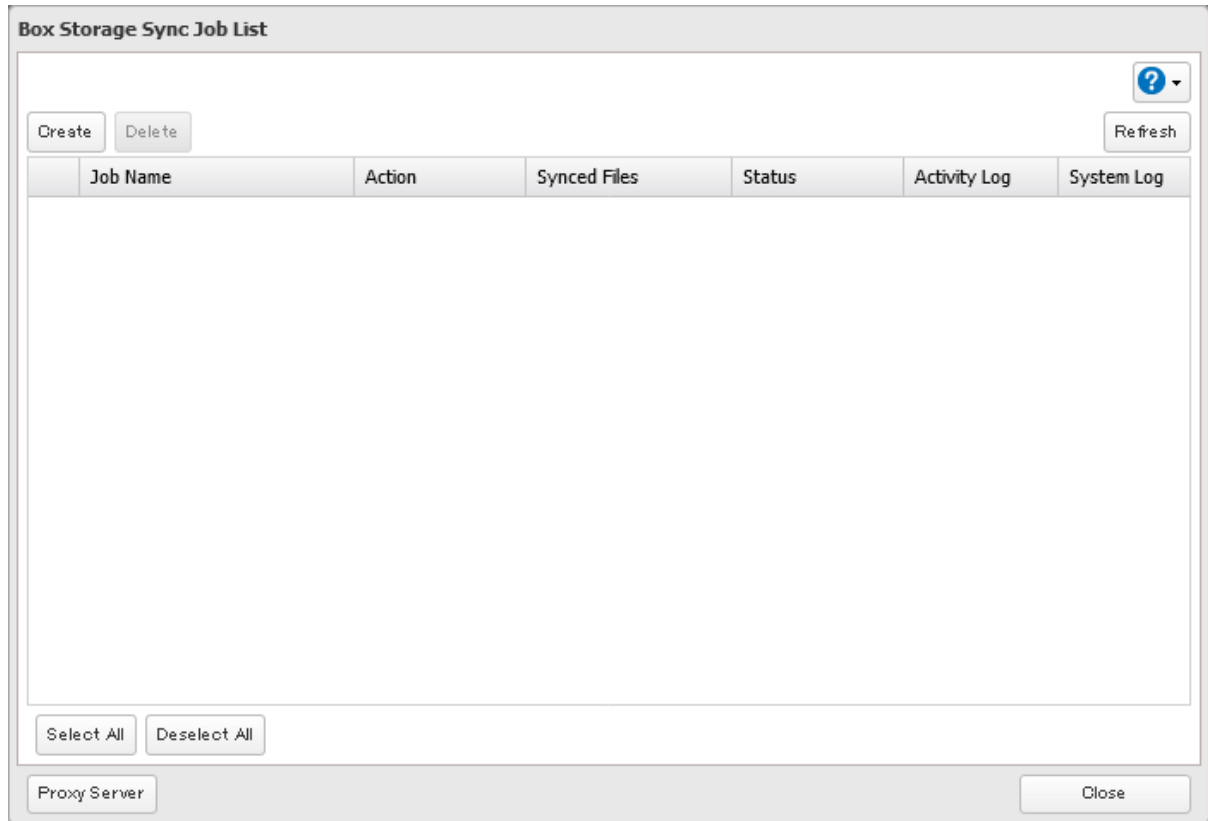 Box Storage Sync Job List
?
Create Delete Refresh
Job Name Action Synced Files Status Activity Log System Log
Select All Deselect All
Proxy Server Close